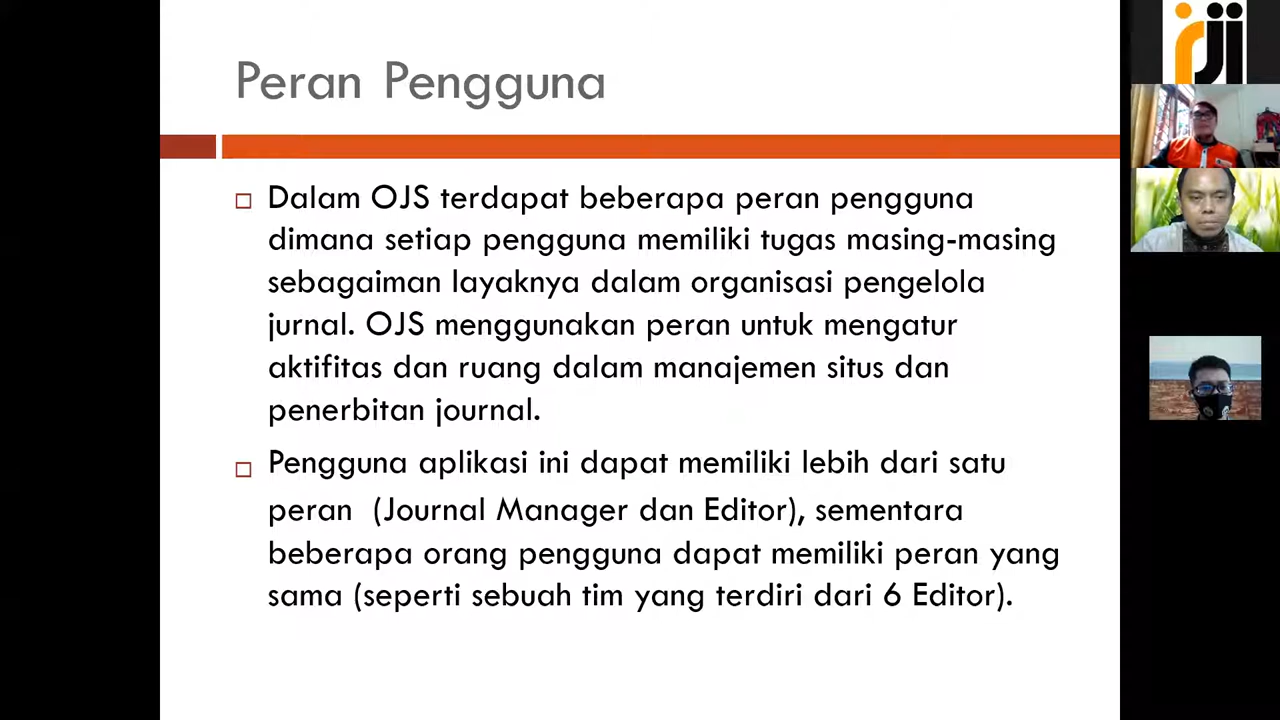 Peran Pengguna
Dalam OJS terdapat beberapa peran pengguna
dimana setiap pengguna memiliki tugas masing-masing
sebagaiman layaknya dalam organisasi pengelola
jurnal. OJS menggunakan peran untuk mengatur
aktifitas dan ruang dalam manajemen situs dan
penerbitan journal.
Pengguna aplikasi ini dapat memiliki lebih dari satu
peran (Journal Manager dan Editor), sementara
beberapa orang pengguna dapat memiliki peran yang
sama (seperti sebuah tim yang terdiri dari 6 Editor).
rji